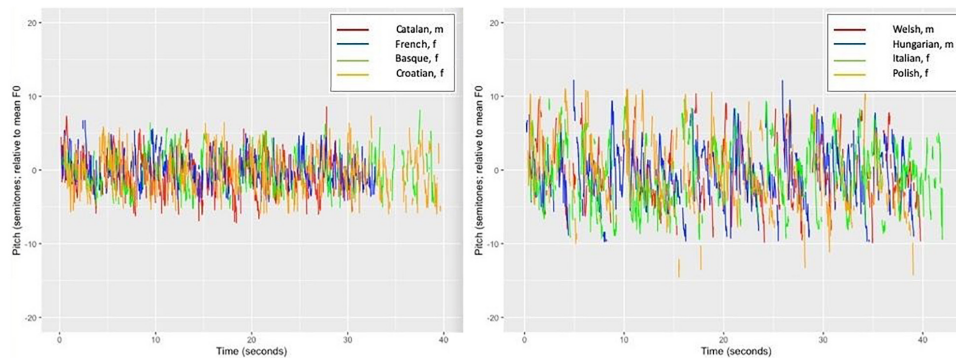 20
10
0
-10
-20
Pitch (semitones; relative to mean F0)
0
10
20
30
40
Time (seconds)
Catalan, m
French, f
Basque, f
Croatian, f
20
10
0
-10
-20
Pitch (semitones; relative to mean F0)
0
10
20
30
40
Time (seconds)
Welsh, m
Hungarian, m
Italian, f
Polish, f